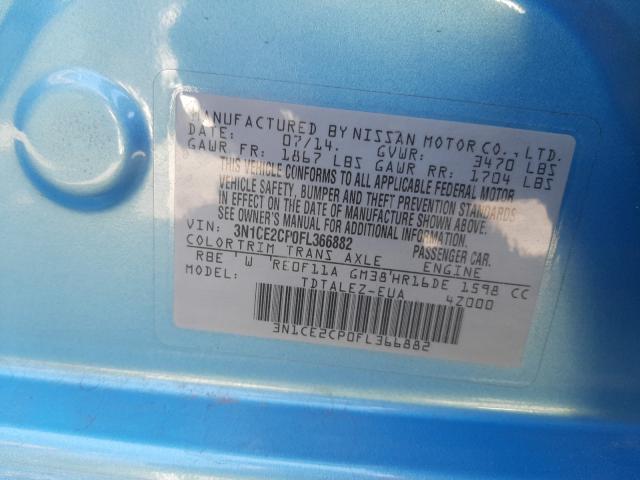 MANUFACTURED BY NISSAN MOTOR CO., LTD.
DATE: 07/14. GVWR: 3470 LBS
GAWR FR: 1867 LBS GAWR RR: 1704 LBS
THIS VEHICLE CONFORMS TO ALL APPLICABLE FEDERAL MOTOR
VEHICLE SAFETY, BUMPER AND THEFT PREVENTION STANDARDS
IN EFFECT ON THE DATE OF MANUFACTURE SHOWN ABOVE.
SEE OWNER'S MANUAL FOR ADDITIONAL INFORMATION.
VIN: 3N1CE2CP0FL366882 PASSENGER CAR.
COLOR TRIM TRANS AXLE ENGINE
RBE 'W 'RE0F11A GM38'HR16DE 1598 CC
MODEL: TDTALEZ-EUA 4Z000
3N1CE2CP0FL366882